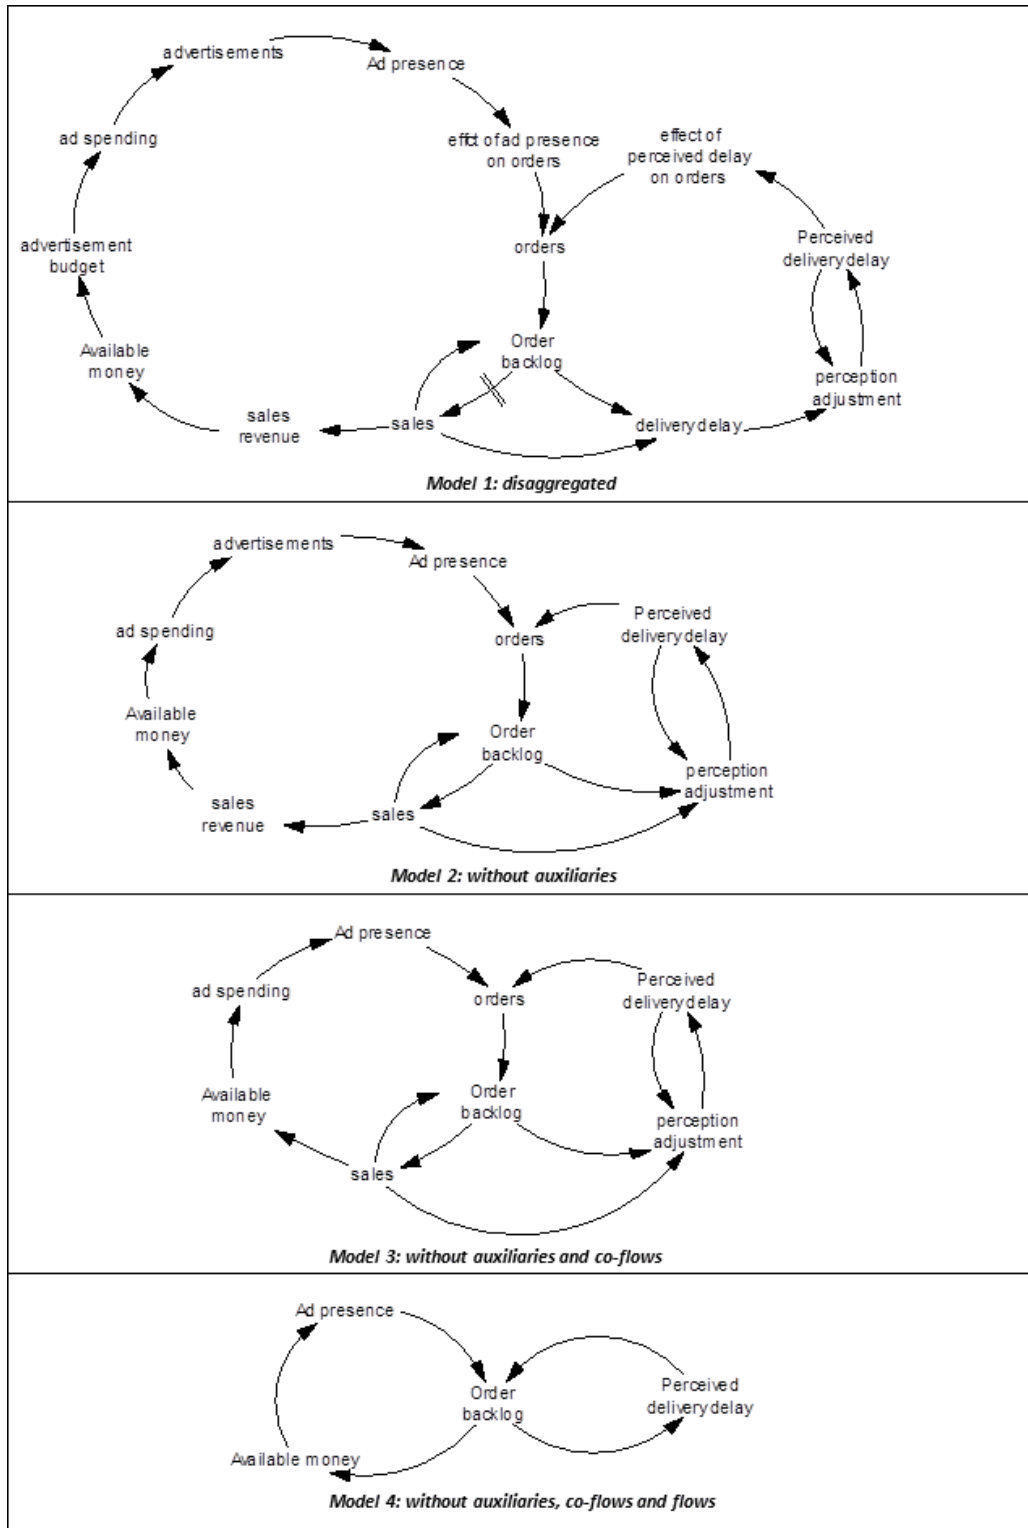 advertisements
Ad presence
ad spending
effct of ad presence
on orders
effect of
perceived delay
on orders
advertisement
budget
orders
Perceived
delivery delay
Available
money
Order
backlog
perception
adjustment
sales
revenue
sales
delivery delay
Model 1: disaggregated
advertisements
Ad presence
ad spending
orders
Perceived
delivery delay
Available
money
Order
backlog
perception
adjustment
sales
revenue
sales
Model 2: without auxiliaries
Ad presence
ad spending
orders
Perceived
delivery delay
Available
money
Order
backlog
perception
adjustment
sales
Model 3: without auxiliaries and co-flows
Ad presence
Order
backlog
Perceived
delivery delay
Available money
Model 4: without auxiliaries, co-flows and flows